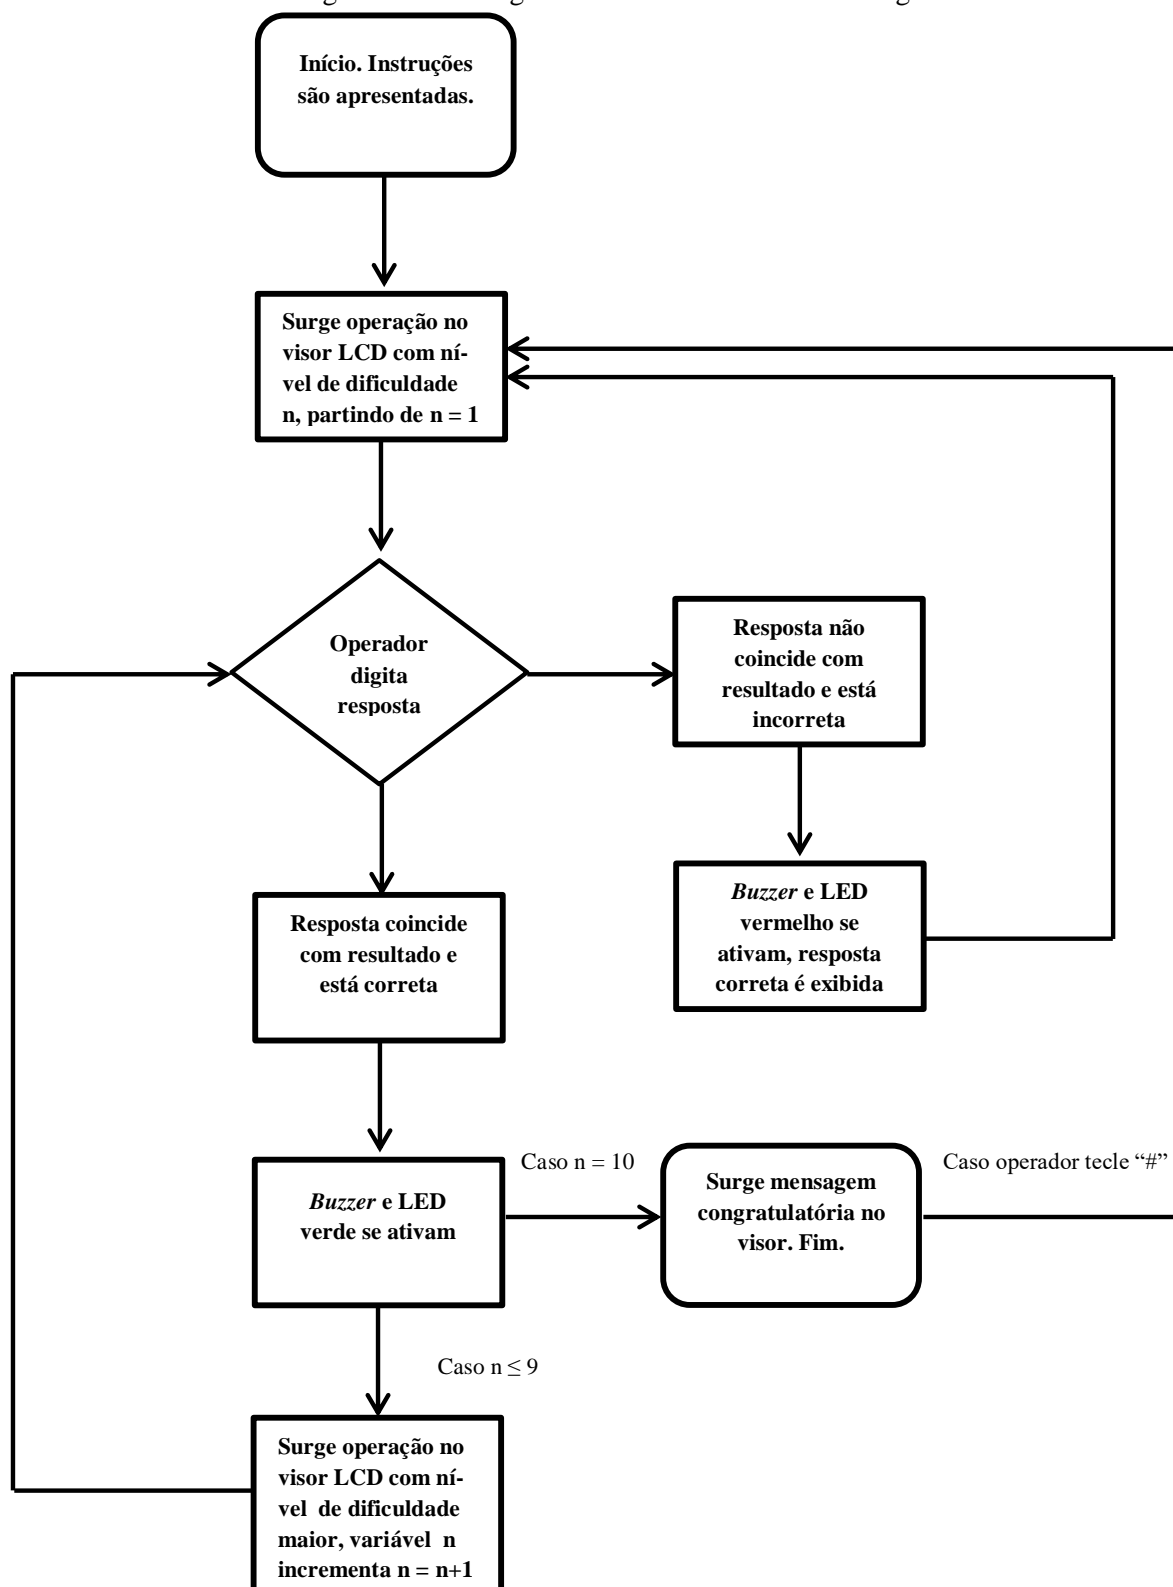 Início. Instruções
são apresentadas.
Surge operação no
visor LCD com ní-
vel de dificuldade
n, partindo de n = 1
Operador
digita
resposta
Resposta não
coincide com
resultado e está
incorreta
Resposta coincide
com resultado e
está correta
Buzzer e LED
vermelho se
ativam, resposta
correta é exibida
Buzzer e LED
verde se ativam
Caso n = 10
Surge mensagem
congratulatória no
visor. Fim.
Caso operador tecle “#”
Caso n ≤ 9
Surge operação no
visor LCD com ní-
vel de dificuldade
maior, variável n
incrementa n = n+1